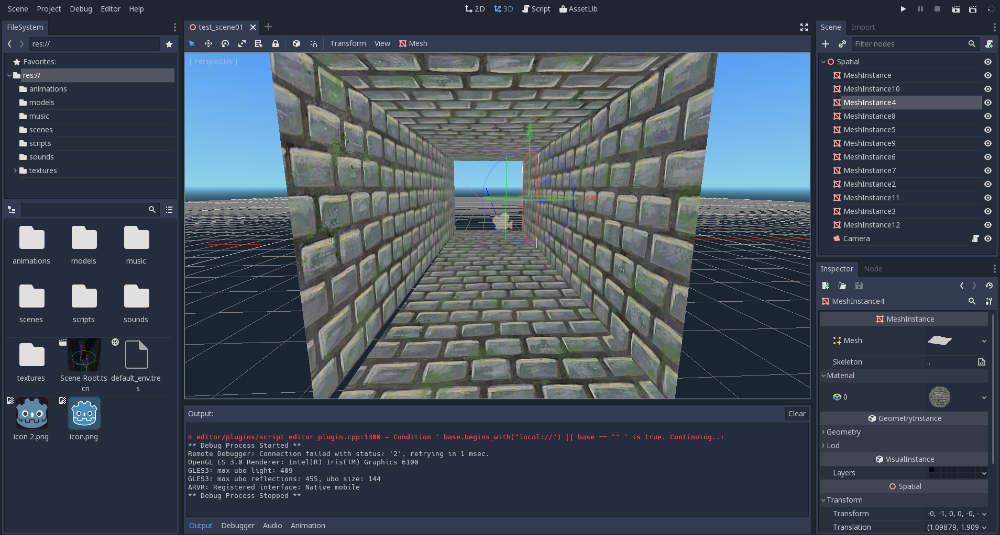 Scene Project Debug Editor Help
2D 3D Script AssetLib
FileSystem
res://
Favorites:
res://
animations
models
music
scenes
scripts
sounds
textures
animations models music
scenes scripts sounds
textures Scene Root.ts default_env.tre
cn s
icon 2.png icon.png
test_scene01
Transform View Mesh
[ Perspective ]
Output: Clear
editor/plugins/script_editor_plugin.cpp:1300 - Condition ' base.begins_with("local://") || base == "" ' is true. Continuing..:
** Debug Process Started **
Remote Debugger: Connection failed with status: '2', retrying in 1 msec.
OpenGL ES 3.0 Renderer: Intel(R) Iris(TM) Graphics 6100
GLES3: max ubo light: 409
GLES3: max ubo reflections: 455, ubo size: 144
ARVR: Registered interface: Native mobile
** Debug Process Stopped **
Output Debugger Audio Animation
Scene Import
Filter nodes
Spatial
MeshInstance
MeshInstance10
MeshInstance4
MeshInstance8
MeshInstance5
MeshInstance9
MeshInstance6
MeshInstance7
MeshInstance2
MeshInstance11
MeshInstance3
MeshInstance12
Camera
Inspector Node
MeshInstance4
MeshInstance
Mesh
Skeleton ..
Material
0
GeometryInstance
Geometry
Lod
VisualInstance
Layers
Spatial
Transform
Transform -0, -1, 0, 0, -0, -
Translation (1.09879, 1.909